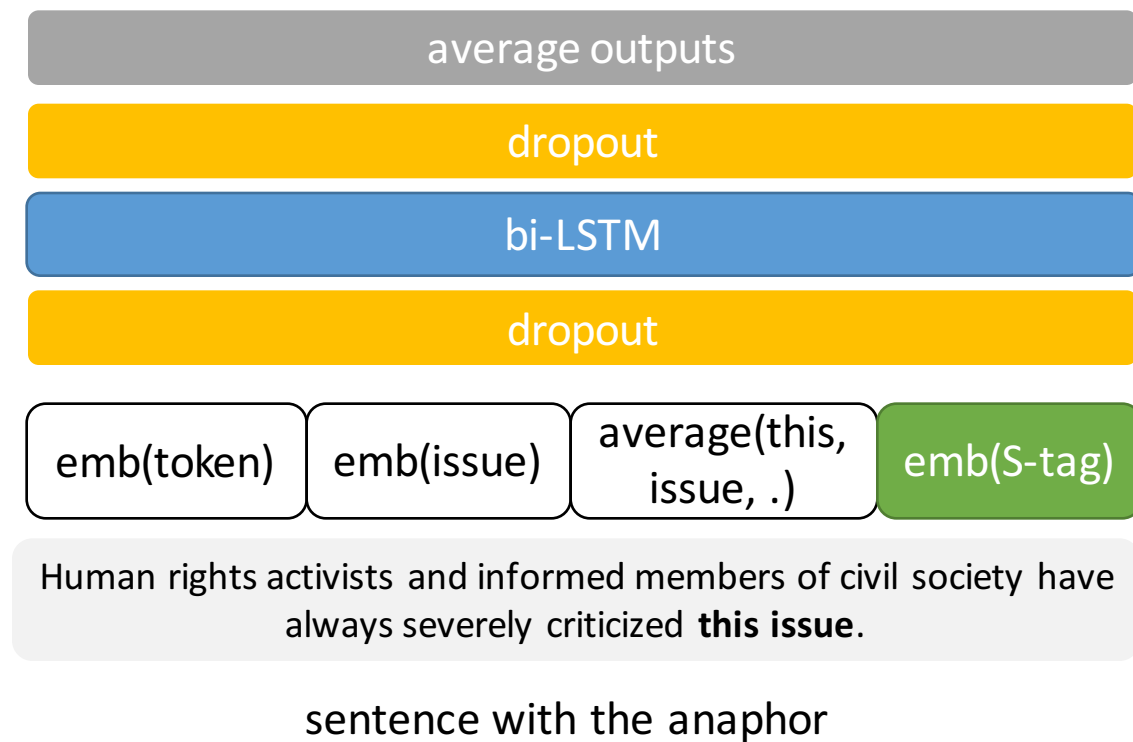 average outputs
dropout
bi-LSTM
dropout
emb(token) emb(issue) average(this, issue, .) emb(S-tag)
Human rights activists and informed members of civil society have
always severely criticized this issue.
sentence with the anaphor